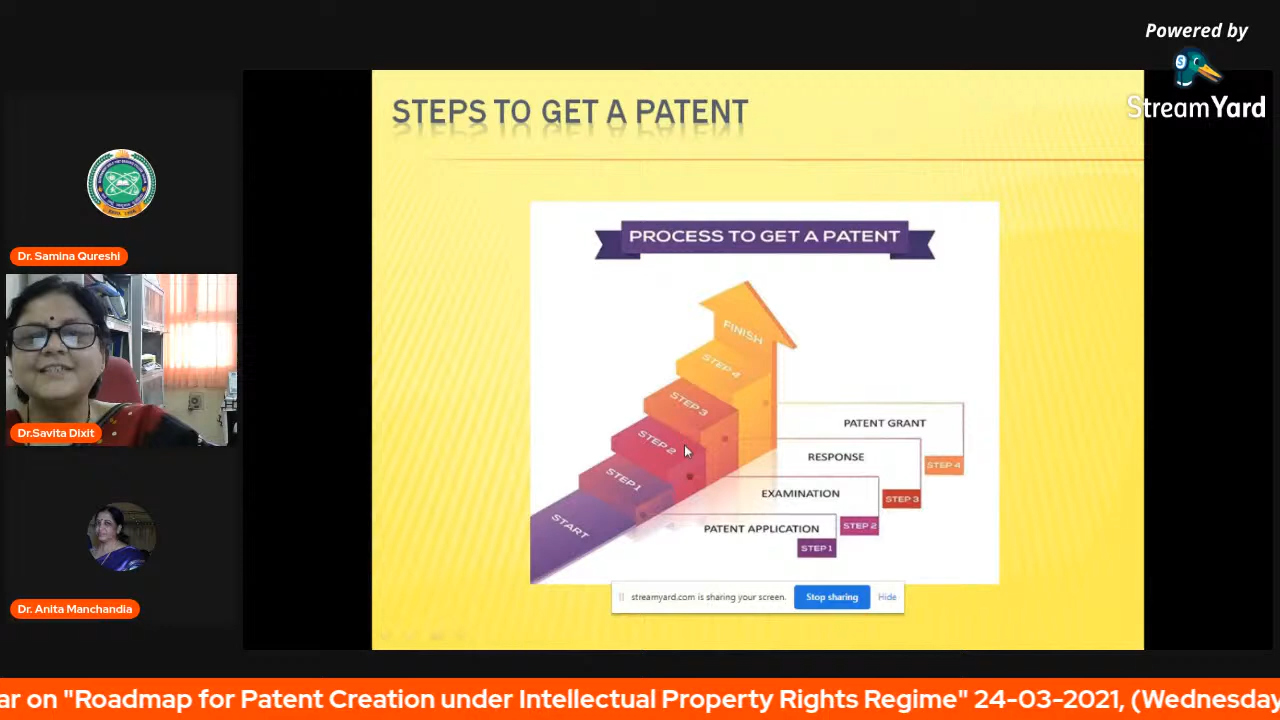 Powered by
StreamYard
STEPS TO GET A PATENT
PROCESS TO GET A PATENT
FINISH
STEP 4
STEP 3
STEP 2
STEP 1
START
PATENT GRANT
STEP 4
RESPONSE
STEP 3
EXAMINATION
STEP 2
PATENT APPLICATION
STEP 1
streamyard.com is sharing your screen.
Stop sharing
Hide
Dr. Samina Qureshi
Dr.Savita Dixit
Dr. Anita Manchandia
ar on "Roadmap for Patent Creation under Intellectual Property Rights Regime" 24-03-2021, (Wednesday